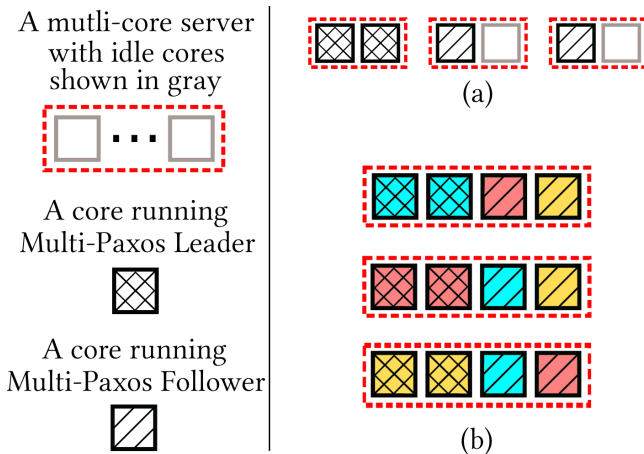 A mutli-core server
with idle cores
shown in gray
A core running
Multi-Paxos Leader
A core running
Multi-Paxos Follower
(a)
(b)